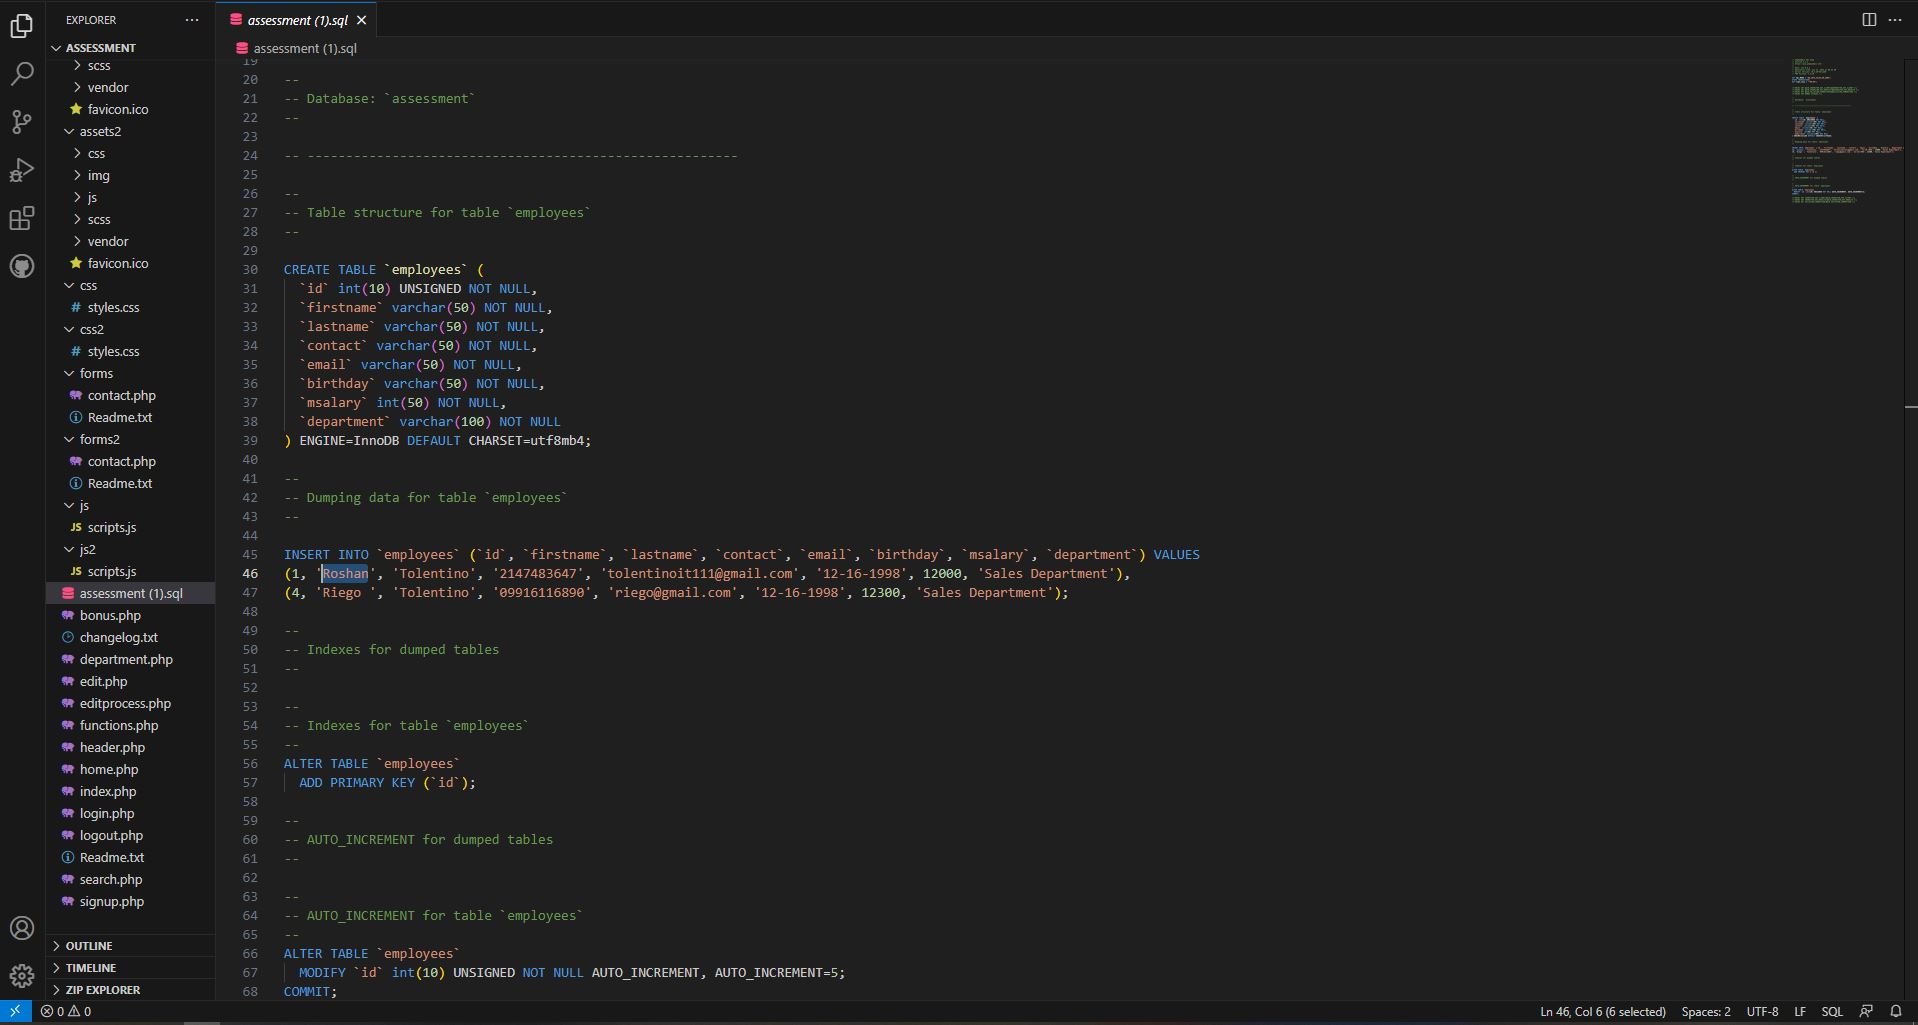 EXPLORER
···
ASSESSMENT
scss
vendor
favicon.ico
assets2
css
img
js
scss
vendor
favicon.ico
css
# styles.css
css2
# styles.css
forms
contact.php
Readme.txt
forms2
contact.php
Readme.txt
js
JS scripts.js
js2
JS scripts.js
assessment (1).sql
bonus.php
changelog.txt
department.php
edit.php
editprocess.php
functions.php
header.php
home.php
index.php
login.php
logout.php
Readme.txt
search.php
signup.php
OUTLINE
TIMELINE
ZIP EXPLORER
assessment (1).sql
assessment (1).sql
19
20 --
21 -- Database: `assessment`
22 --
23
24 -- --------------------------------------------------------
25
26 --
27 -- Table structure for table `employees`
28 --
29
30 CREATE TABLE `employees` (
31 `id` int(10) UNSIGNED NOT NULL,
32 `firstname` varchar(50) NOT NULL,
33 `lastname` varchar(50) NOT NULL,
34 `contact` varchar(50) NOT NULL,
35 `email` varchar(50) NOT NULL,
36 `birthday` varchar(50) NOT NULL,
37 `msalary` int(50) NOT NULL,
38 `department` varchar(100) NOT NULL
39 ) ENGINE=InnoDB DEFAULT CHARSET=utf8mb4;
40
41 --
42 -- Dumping data for table `employees`
43 --
44
45 INSERT INTO `employees` (`id`, `firstname`, `lastname`, `contact`, `email`, `birthday`, `msalary`, `department`) VALUES
46 (1, 'Roshan', 'Tolentino', '2147483647', 'tolentinoit111@gmail.com', '12-16-1998', 12000, 'Sales Department'),
47 (4, 'Riego ', 'Tolentino', '09916116890', 'riego@gmail.com', '12-16-1998', 12300, 'Sales Department');
48
49 --
50 -- Indexes for dumped tables
51 --
52
53 --
54 -- Indexes for table `employees`
55 --
56 ALTER TABLE `employees`
57 ADD PRIMARY KEY (`id`);
58
59 --
60 -- AUTO_INCREMENT for dumped tables
61 --
62
63 --
64 -- AUTO_INCREMENT for table `employees`
65 --
66 ALTER TABLE `employees`
67 MODIFY `id` int(10) UNSIGNED NOT NULL AUTO_INCREMENT, AUTO_INCREMENT=5;
68 COMMIT;
0 0
Ln 46, Col 6 (6 selected) Spaces: 2 UTF-8 LF SQL